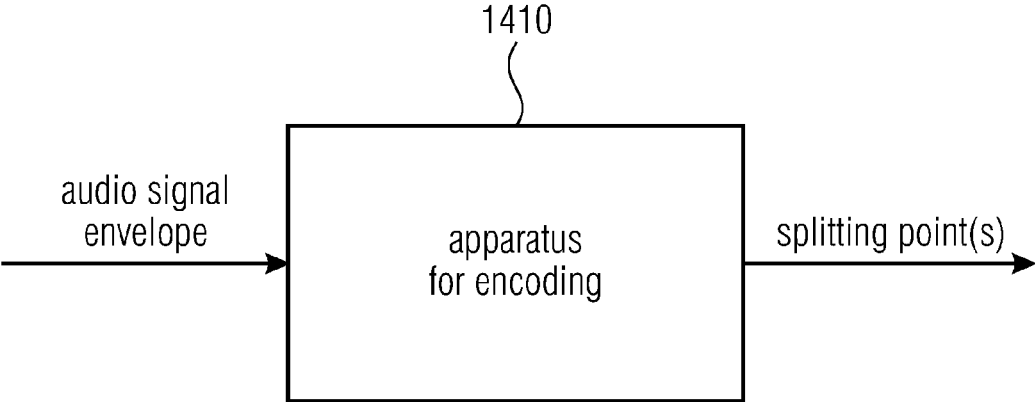 1410
audio signal
envelope
apparatus
for encoding
splitting point(s)